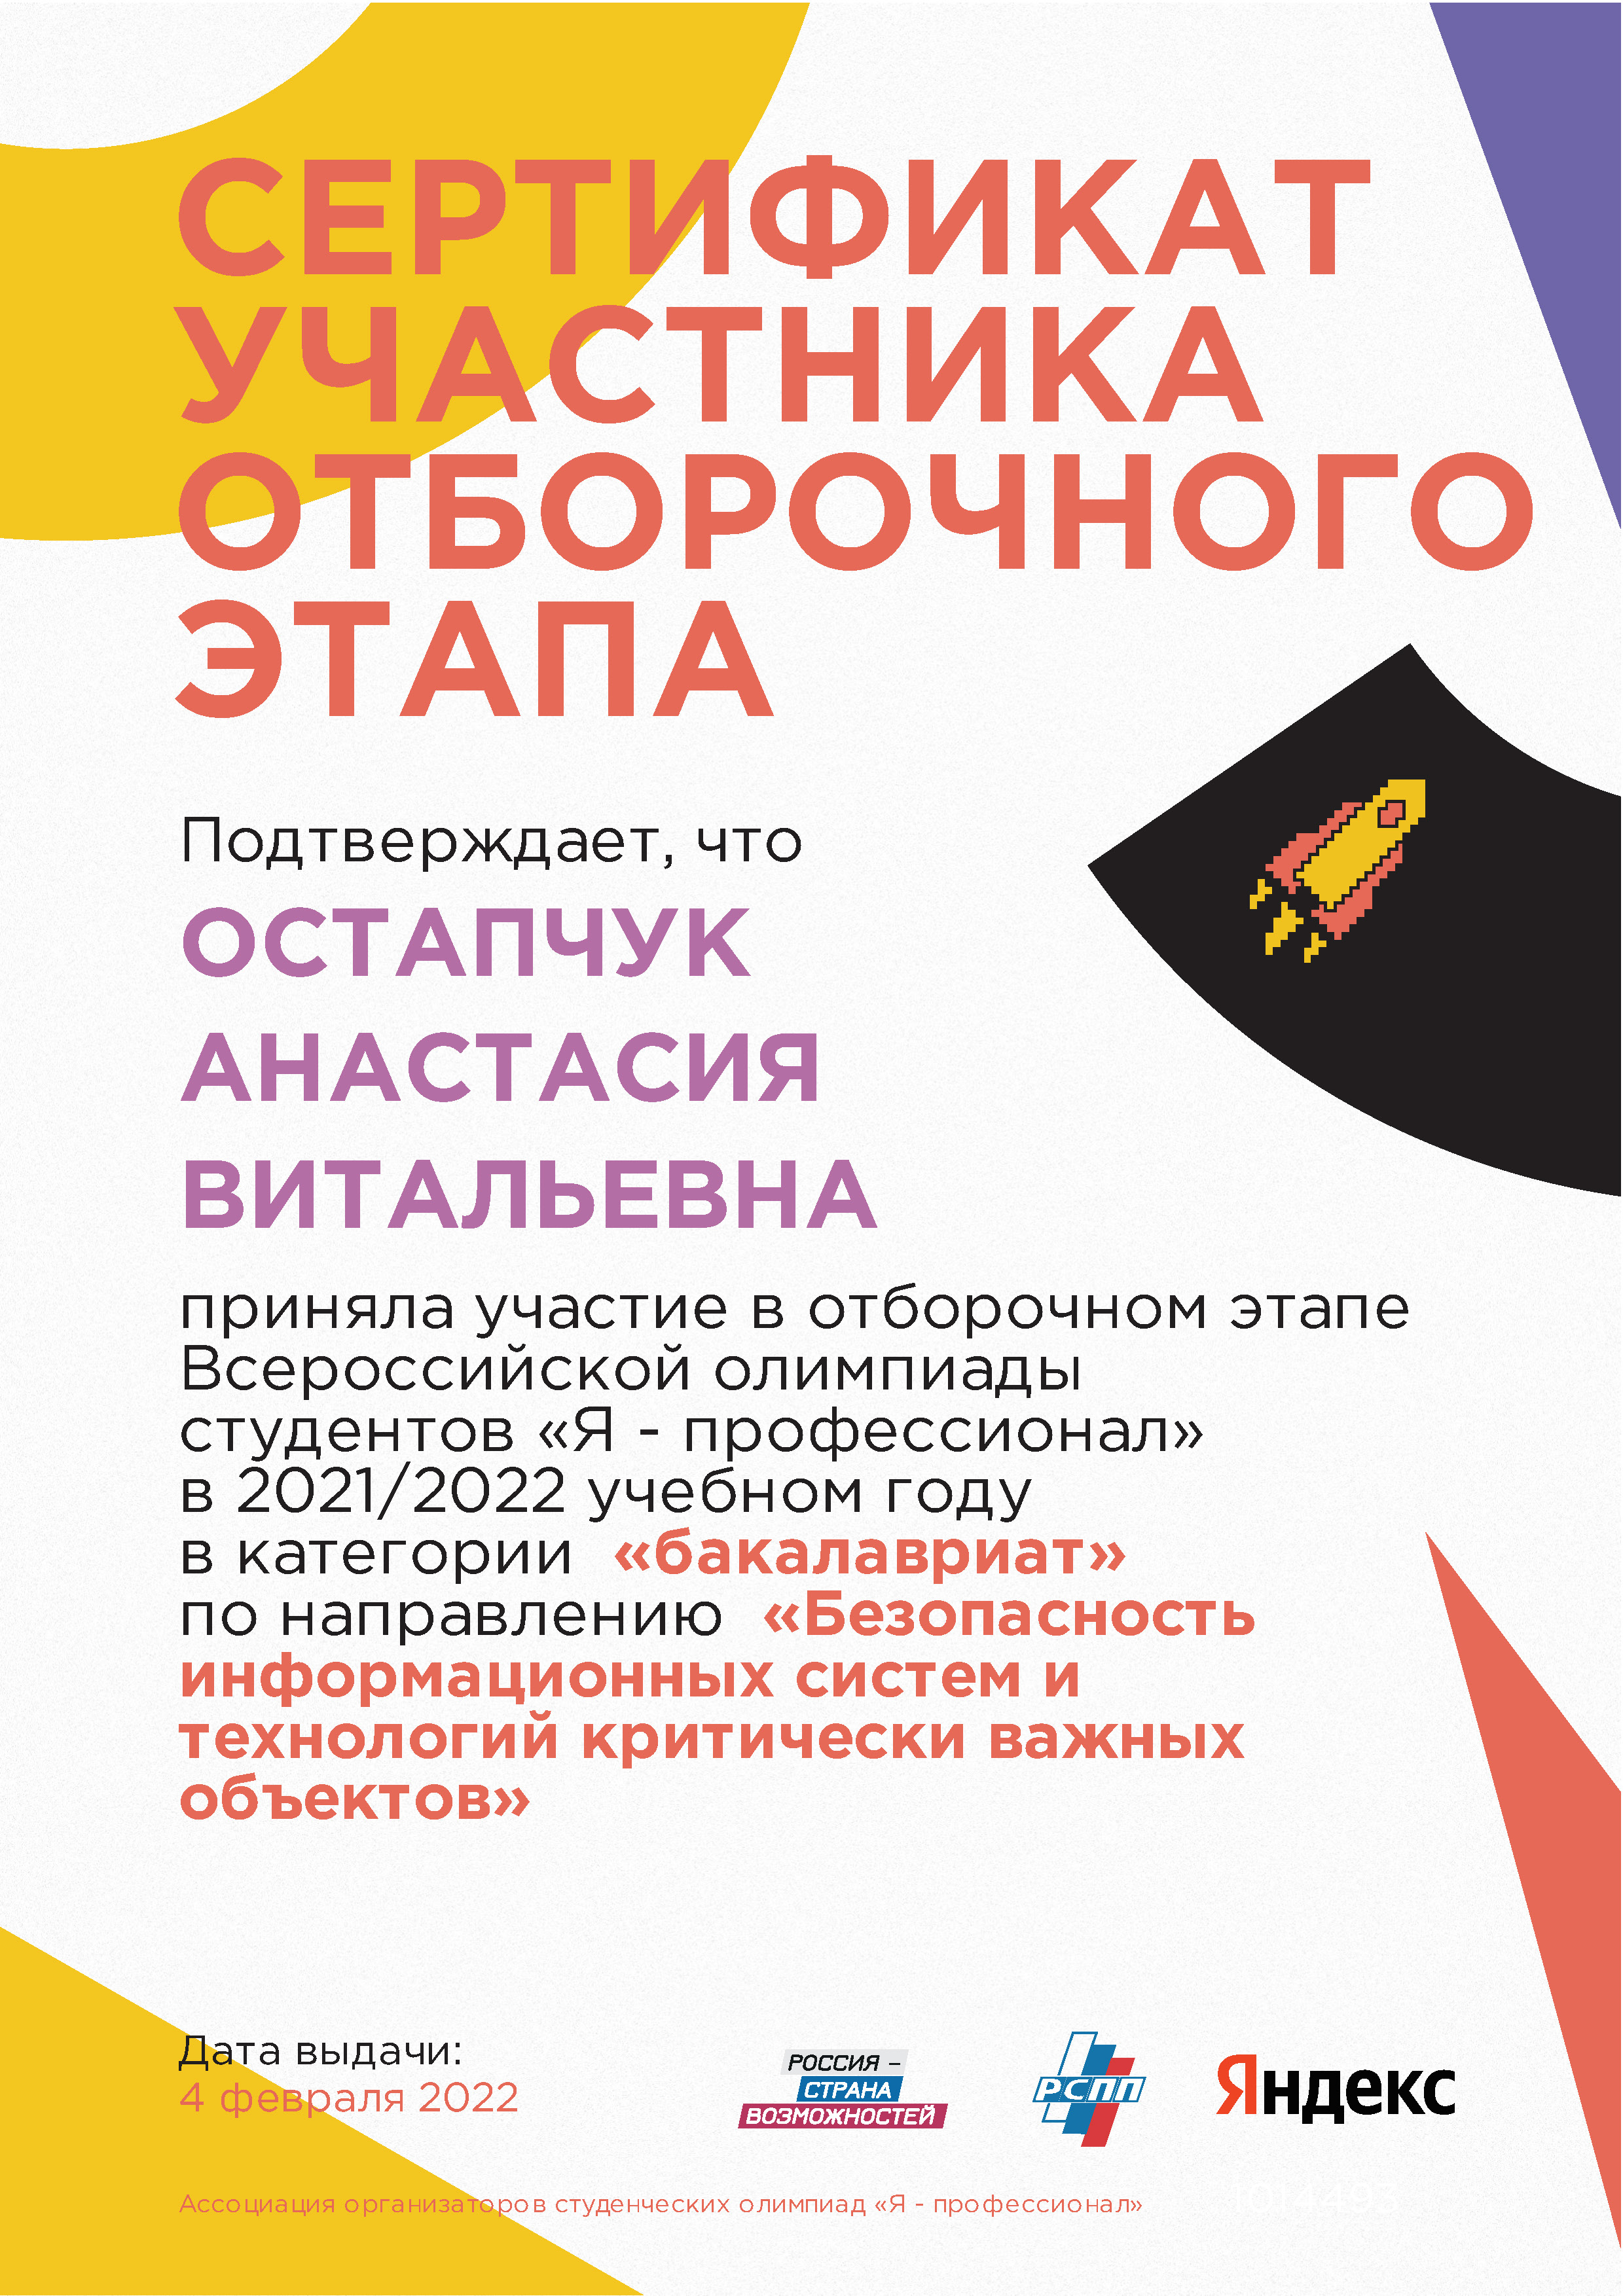 СЕРТИФИКАТ
УЧАСТНИКА
ОТБОРОЧНОГО
ЭТАПА
Подтверждает, что
ОСТАПЧУК
АНАСТАСИЯ
ВИТАЛЬЕВНА
приняла участие в отборочном этапе
Всероссийской олимпиады
студентов «Я - профессионал»
в 2021/2022 учебном году
в категории «бакалавриат»
по направлению «Безопасность
информационных систем и
технологий критически важных
объектов»
Дата выдачи:
4 февраля 2022
РОССИЯ –
СТРАНА
ВОЗМОЖНОСТЕЙ
РСПП
Яндекс
Ассоциация организаторов студенческих олимпиад «Я - профессионал»